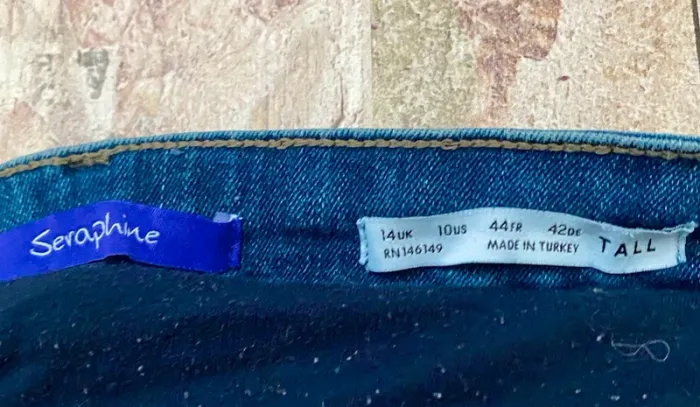 Seraphine
14UK 10US 44FR 42DE
RN146149 MADE IN TURKEY
TALL